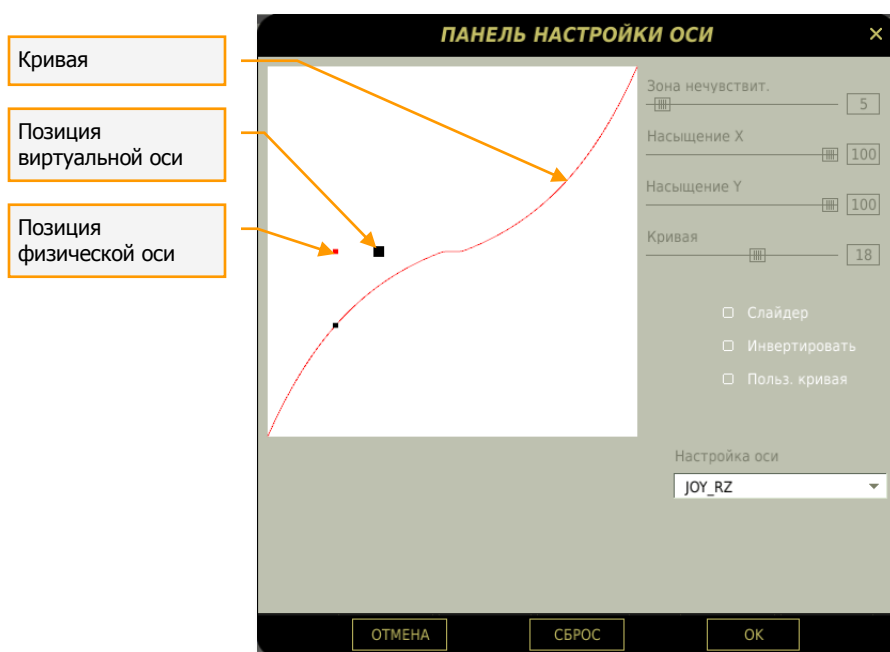 ПАНЕЛЬ НАСТРОЙКИ ОСИ
Кривая
Позиция
виртуальной оси
Позиция
физической оси
Зона нечувствит.
5
Насыщение X
100
Насыщение Y
100
Кривая
18
Слайдер
Инвертировать
Польз. кривая
Настройка оси
JOY_RZ
ОТМЕНА
СБРОС
OK